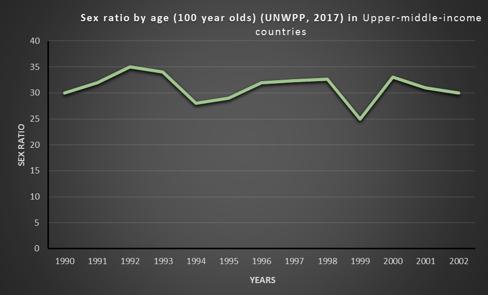 Sex ratio by age (100 year olds) (UNWPP, 2017) in Upper-middle-income
countries
40
35
30
25
20
15
10
5
0
SEX RATIO
1990 1991 1992 1993 1994 1995 1996 1997 1998 1999 2000 2001 2002
YEARS